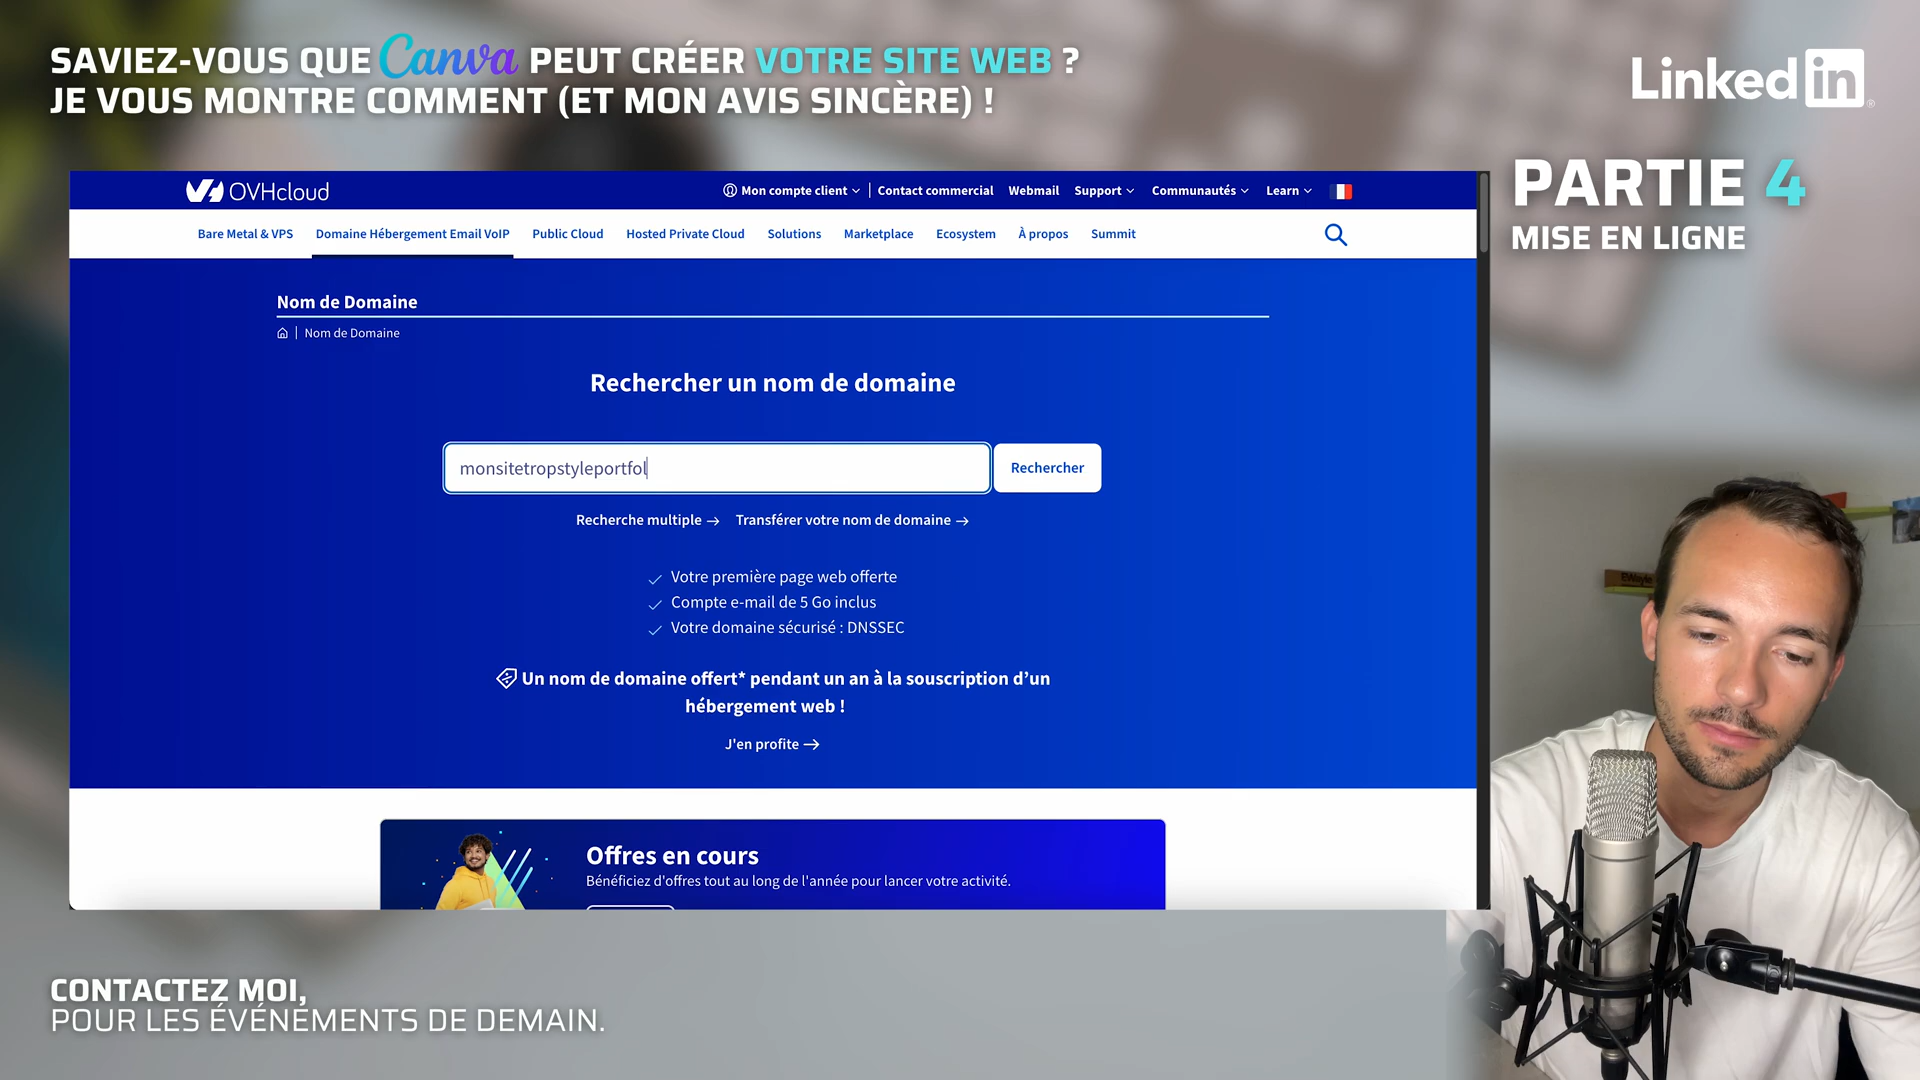 SAVIEZ-VOUS QUE Canva PEUT CRÉER VOTRE SITE WEB ?
JE VOUS MONTRE COMMENT (ET MON AVIS SINCÈRE) !
Linked in
PARTIE 4
MISE EN LIGNE
OVHcloud
Mon compte client
Contact commercial
Webmail
Support
Communautés
Learn
Bare Metal & VPS
Domaine Hébergement Email VoIP
Public Cloud
Hosted Private Cloud
Solutions
Marketplace
Ecosystem
À propos
Summit
Nom de Domaine
Nom de Domaine
Rechercher un nom de domaine
monsitetropstyleportfol
Rechercher
Recherche multiple →
Transférer votre nom de domaine →
Votre première page web offerte
Compte e-mail de 5 Go inclus
Votre domaine sécurisé : DNSSEC
Un nom de domaine offert* pendant un an à la souscription d’un
hébergement web !
J'en profite →
Offres en cours
Bénéficiez d'offres tout au long de l'année pour lancer votre activité.
CONTACTEZ MOI,
POUR LES ÉVÉNEMENTS DE DEMAIN.